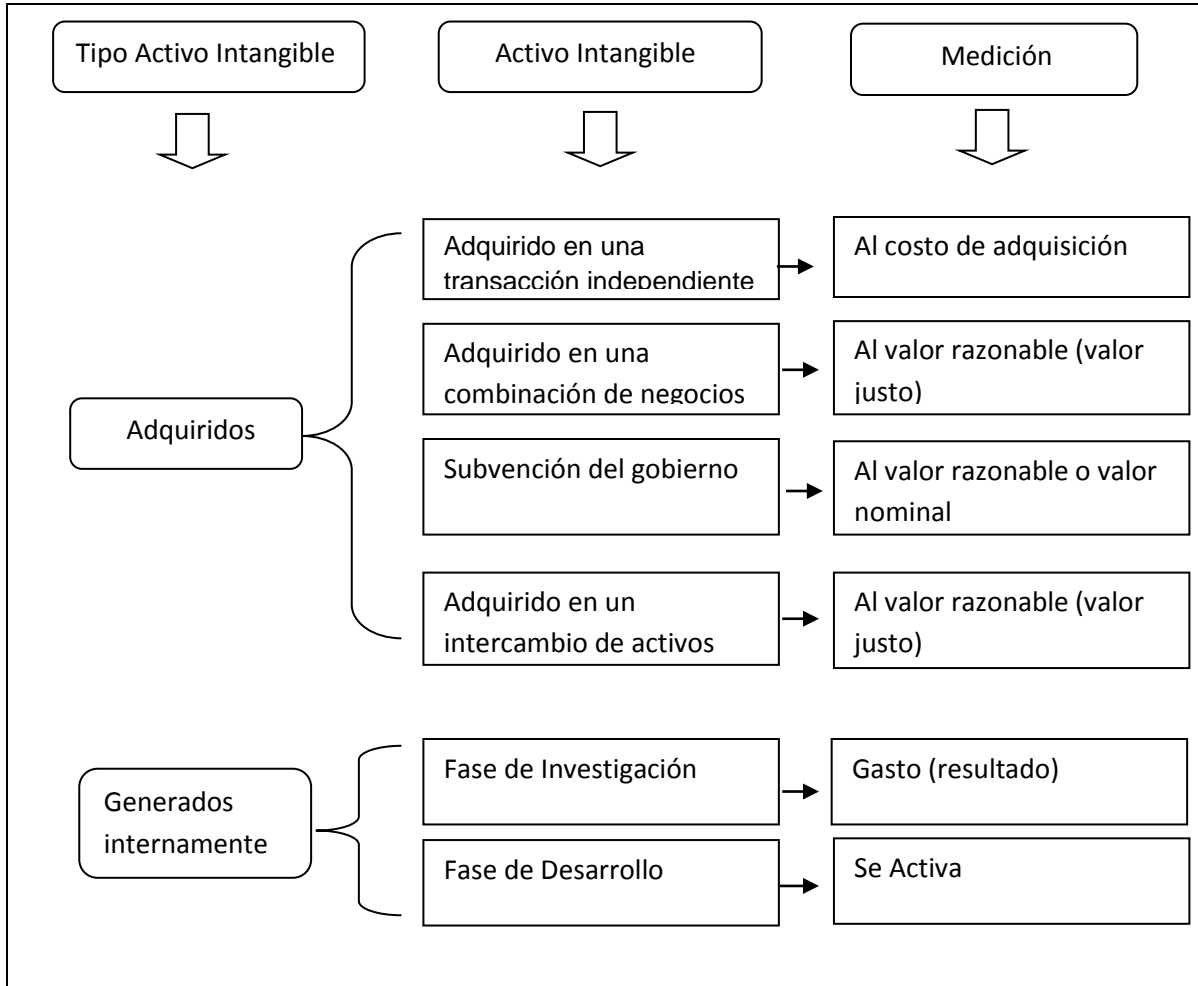 Tipo Activo Intangible
Activo Intangible
Medición
Adquiridos
Adquirido en una
transacción independiente
Al costo de adquisición
Adquirido en una
combinación de negocios
Al valor razonable (valor
justo)
Subvención del gobierno
Al valor razonable o valor
nominal
Adquirido en un
intercambio de activos
Al valor razonable (valor
justo)
Generados
internamente
Fase de Investigación
Gasto (resultado)
Fase de Desarrollo
Se Activa